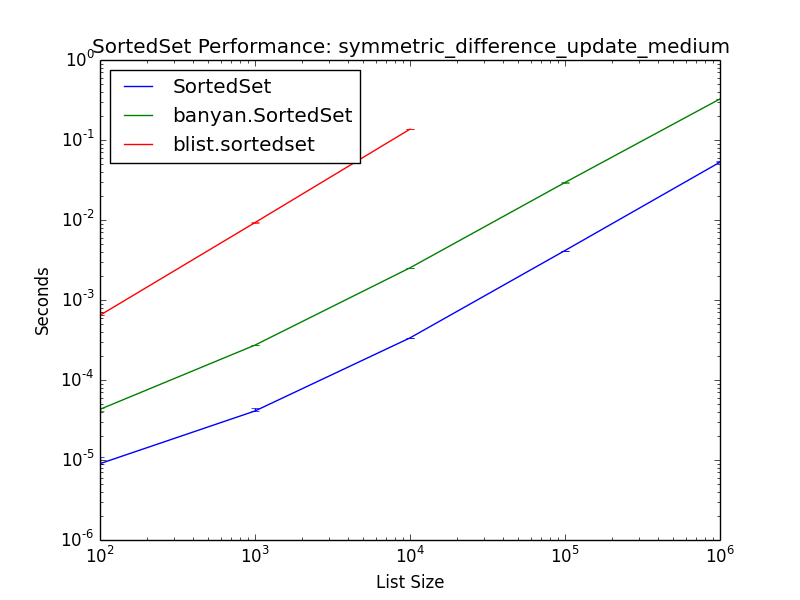 SortedSet Performance: symmetric_difference_update_medium
SortedSet
banyan.SortedSet
blist.sortedset
10^0
10^-1
10^-2
10^-3
10^-4
10^-5
10^-6
Seconds
10^2
10^3
10^4
10^5
10^6
List Size